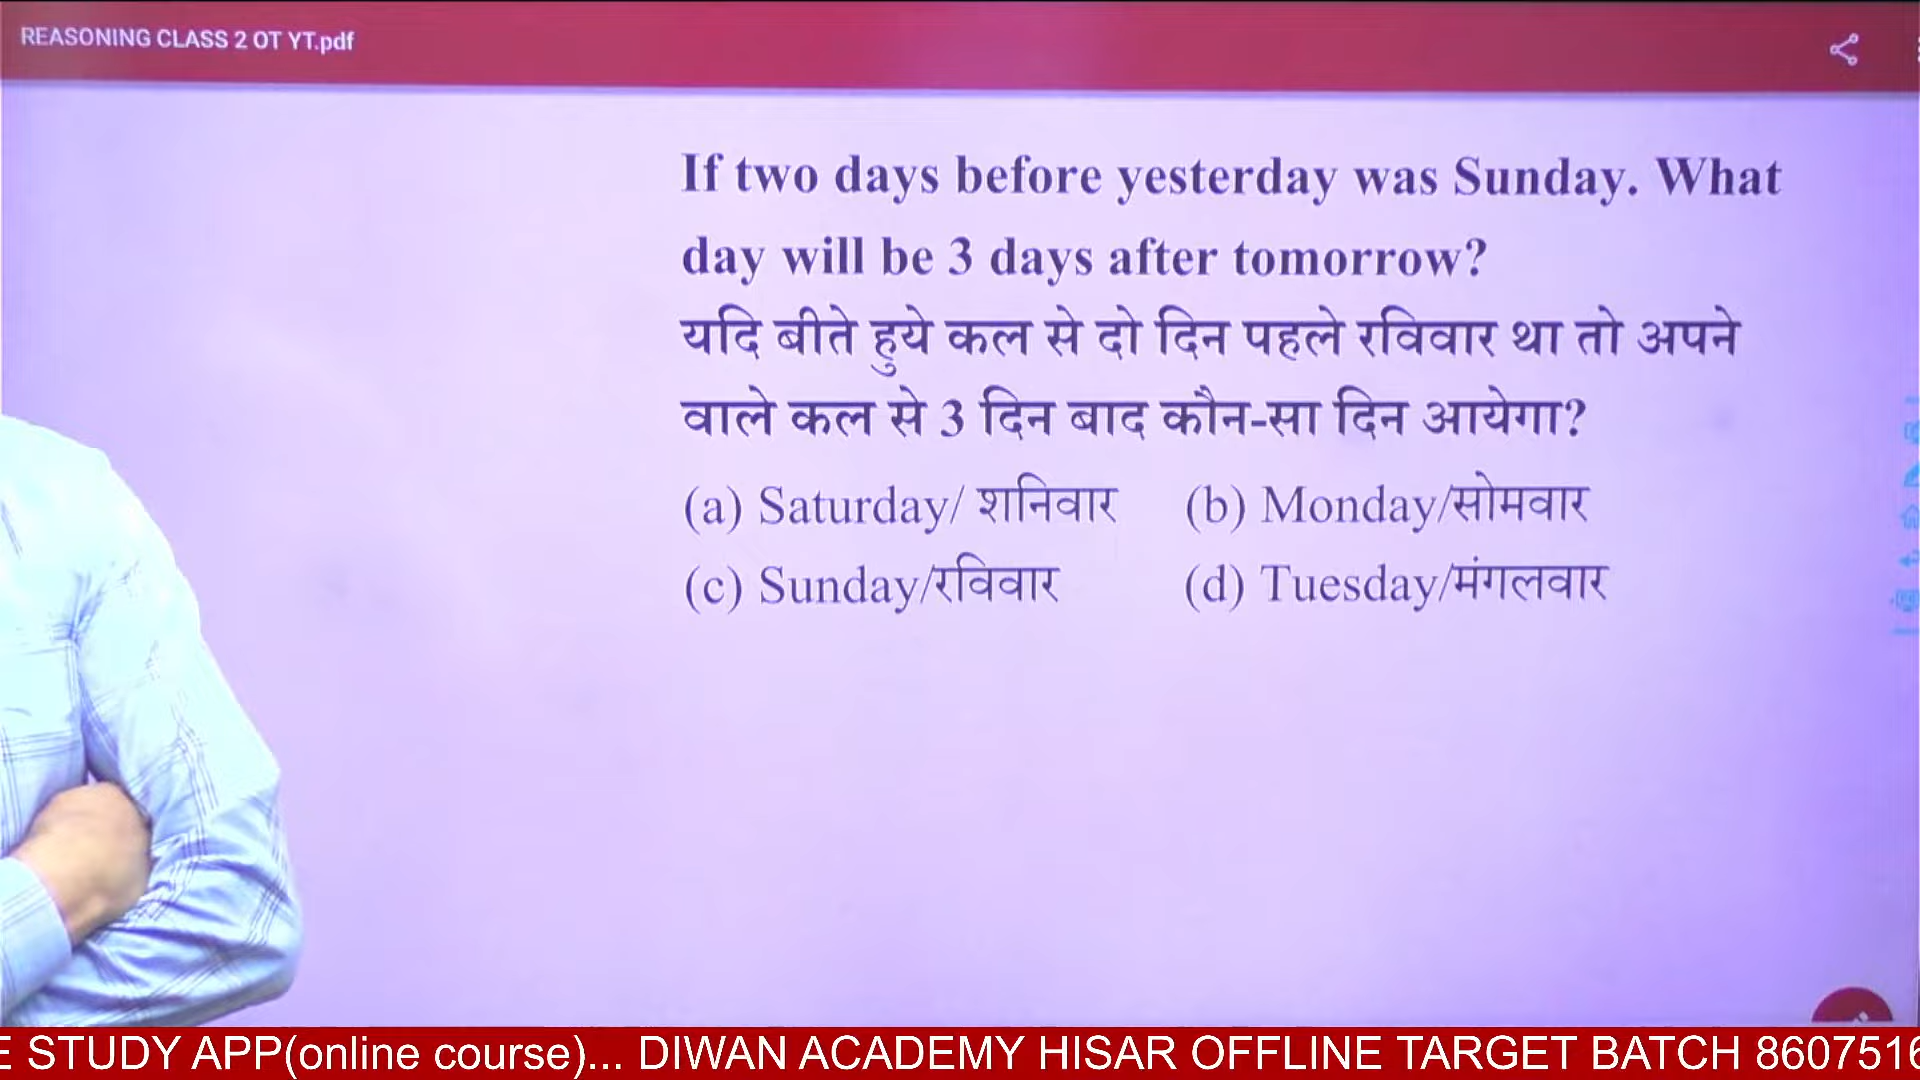 REASONING CLASS 2 OT YT.pdf
If two days before yesterday was Sunday. What
day will be 3 days after tomorrow?
यदि बीते हुये कल से दो दिन पहले रविवार था तो अपने
वाले कल से 3 दिन बाद कौन-सा दिन आयेगा?
(a) Saturday/ शनिवार (b) Monday/सोमवार
(c) Sunday/रविवार (d) Tuesday/मंगलवार
E STUDY APP(online course)... DIWAN ACADEMY HISAR OFFLINE TARGET BATCH 8607516